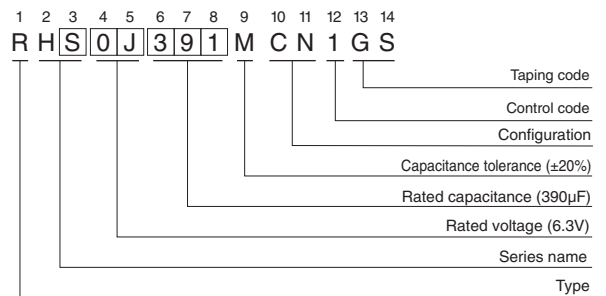 1 2 3 4 5 6 7 8 9 10 11 12 13 14
R H S 0 J 3 9 1 M C N 1 G S
Taping code
Control code
Configuration
Capacitance tolerance (±20%)
Rated capacitance (390µF)
Rated voltage (6.3V)
Series name
Type